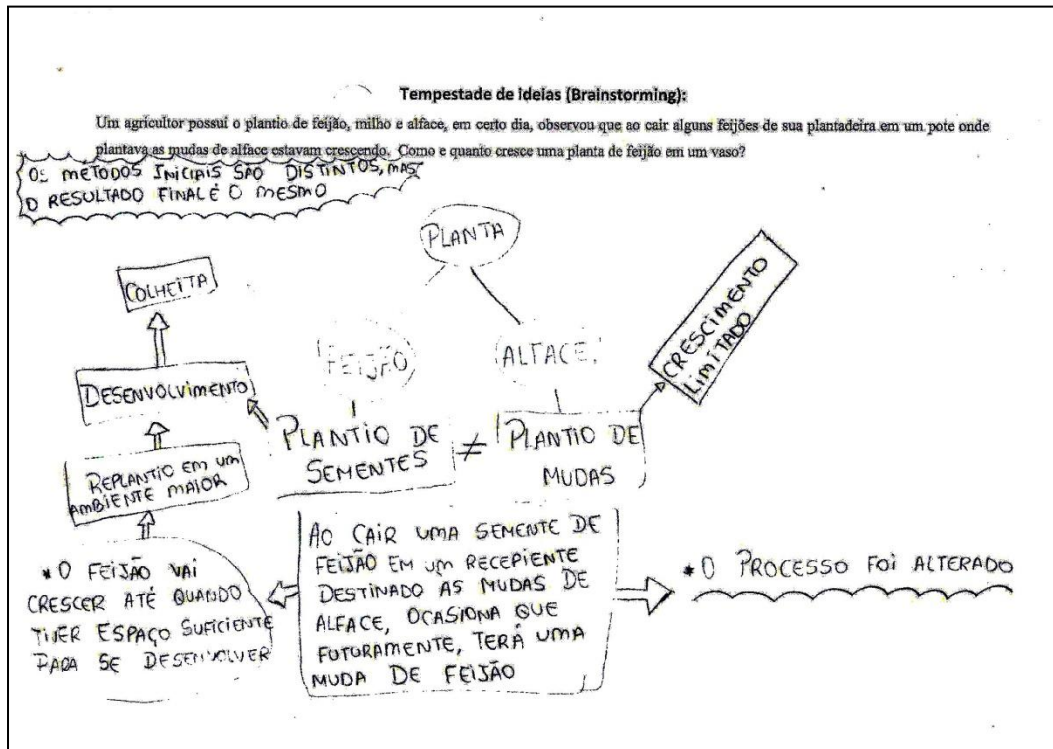 Tempestade de ideias (Brainstorming):
Um agricultor possui o plantio de feijão, milho e alface, em certo dia, observou que ao cair alguns feijões de sua plantadeira em um pote onde
plantava as mudas de alface estavam crescendo. Como e quanto cresce uma planta de feijão em um vaso?
OS METODOS INICIAIS SÃO DISTINTOS, MAS
O RESULTADO FINAL É O MESMO
PLANTA
COLHEITA
CRESCIMENTO
LIMITADO
FEIJÃO
ALFACE
DESENVOLVIMENTO
PLANTIO DE
SEMENTES
≠
PLANTIO DE
MUDAS
REPLANTIO EM UM
AMBIENTE MAIOR
* O FEIJÃO VAI
CRESCER ATÉ QUANDO
TIVER ESPAÇO SUFICIENTE
PARA SE DESENVOLVER
AO CAIR UMA SEMENTE DE
FEIJÃO EM UM RECEPIENTE
DESTINADO AS MUDAS DE
ALFACE, OCASIONA QUE
FUTURAMENTE, TERÁ UMA
MUDA DE FEIJÃO
* O PROCESSO FOI ALTERADO